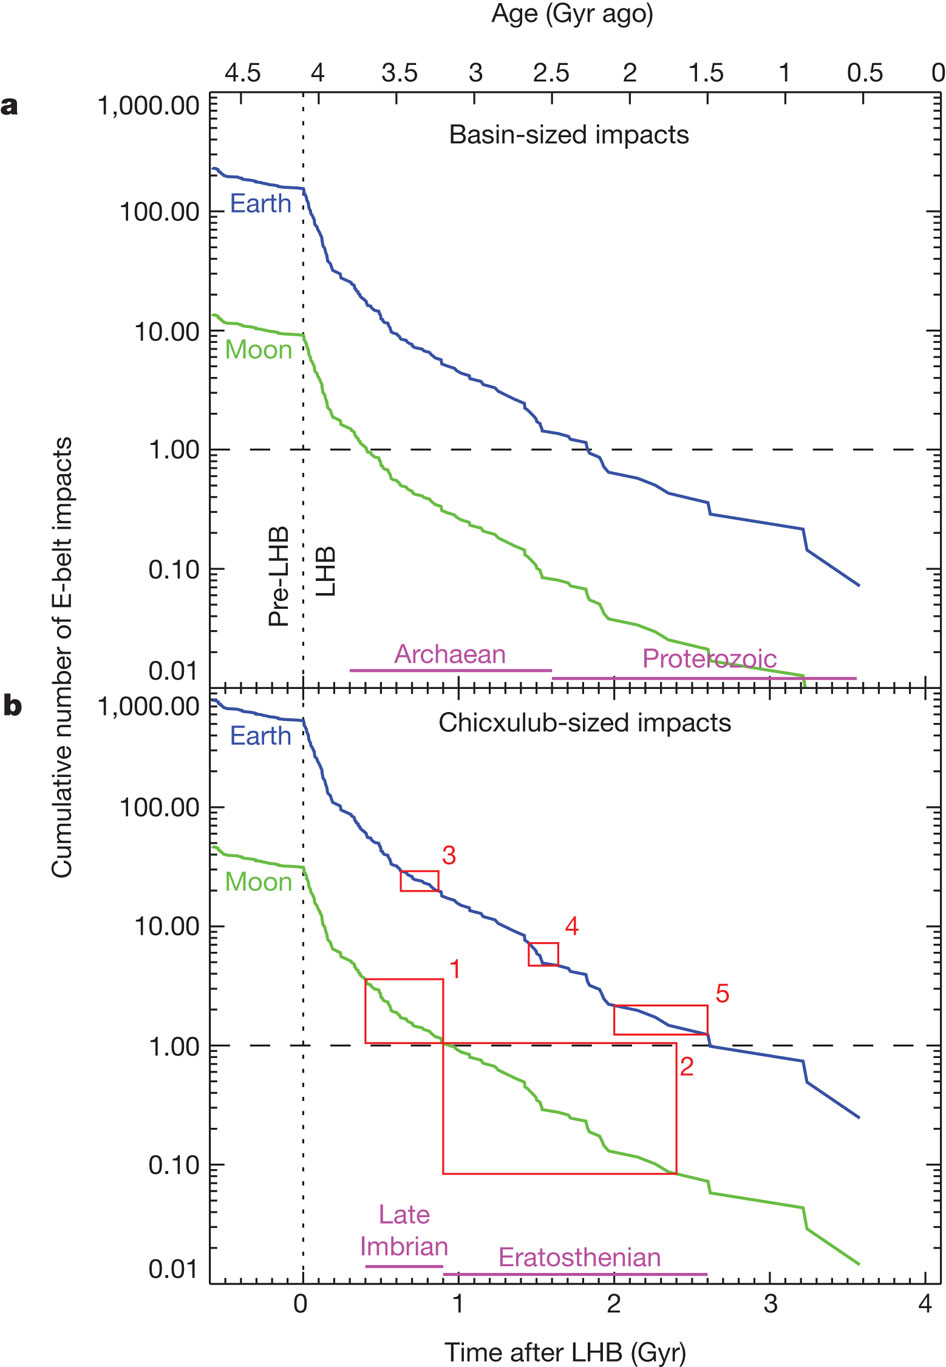 Age (Gyr ago)
4.5 4 3.5 3 2.5 2 1.5 1 0.5 0
a
1,000.00
Basin-sized impacts
Earth
100.00
10.00
Moon
1.00
Pre-LHB
LHB
0.10
Archaean
Proterozoic
0.01
Cumulative number of E-belt impacts
b
1,000.00
Chicxulub-sized impacts
Earth
100.00
3
Moon
10.00
4
1
5
1.00
2
0.10
Late
Imbrian
Eratosthenian
0.01
0 1 2 3 4
Time after LHB (Gyr)